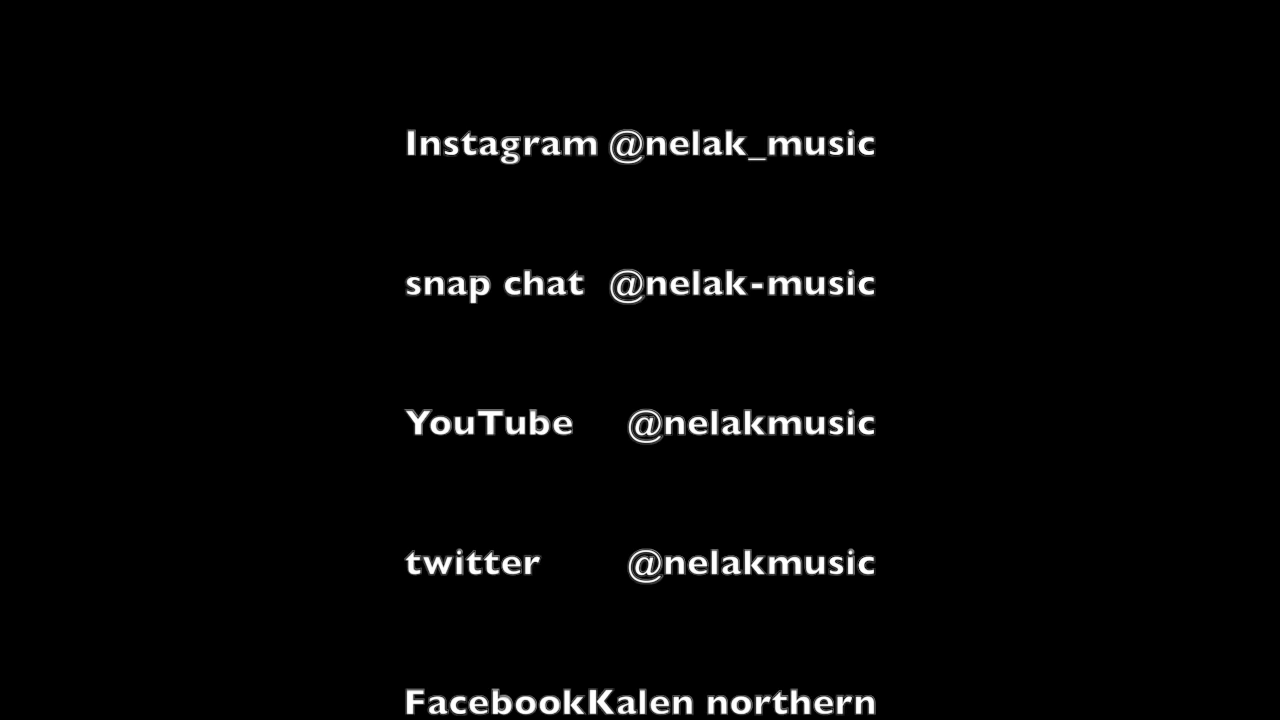 Instagram @nelak_music
snap chat @nelak-music
YouTube @nelakmusic
twitter @nelakmusic
FacebookKalen northern